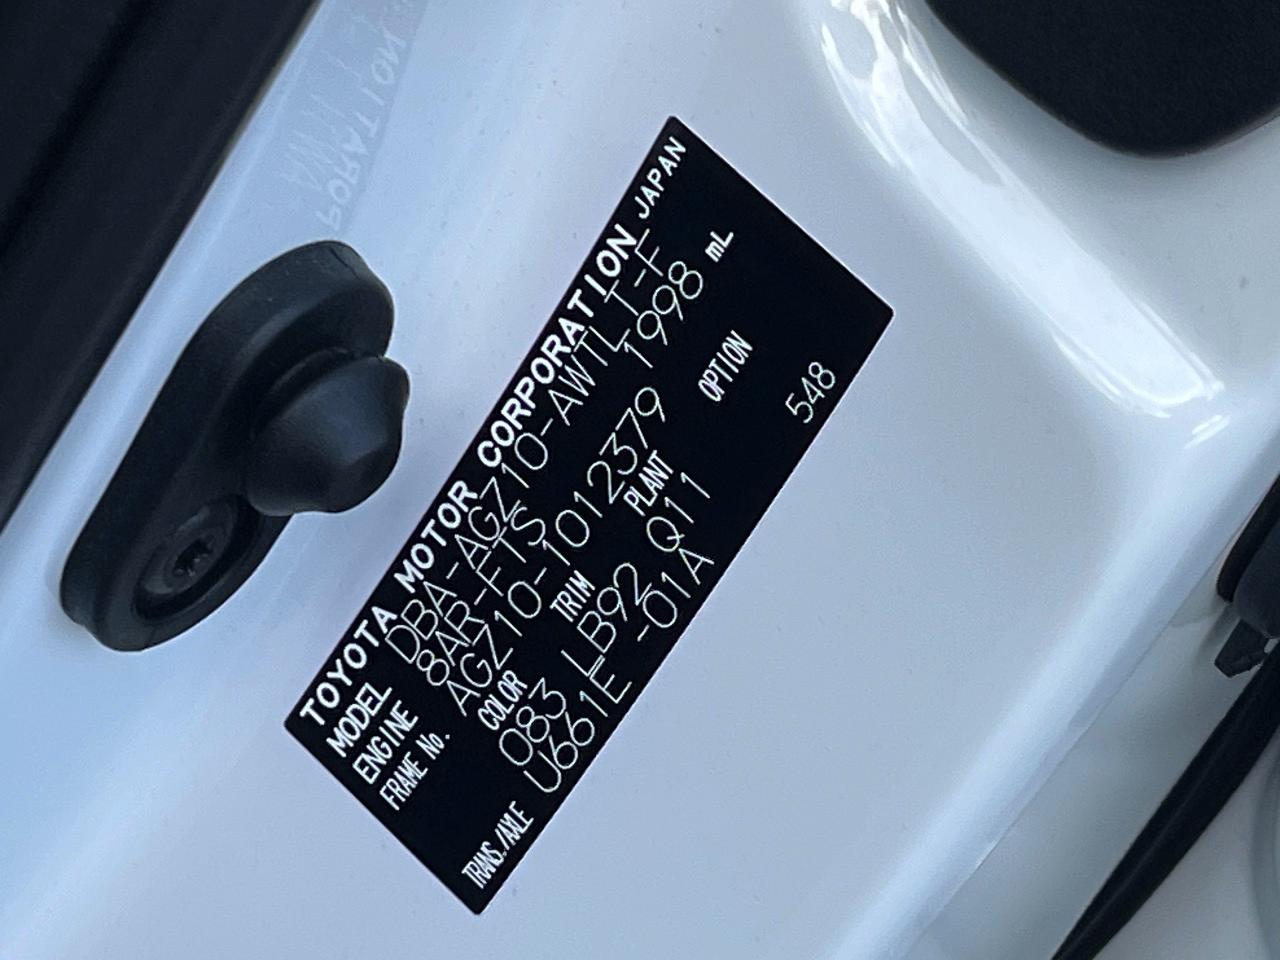 TOYOTA MOTOR CORPORATION JAPAN
MODEL DBA-AGZ10-AWTLT-F
ENGINE 8AR-FTS 1998 mL
FRAME No. AGZ10-1012379
COLOR TRIM PLANT OPTION
083 LB92 Q11 548
TRANS./AXLE U661E -01A